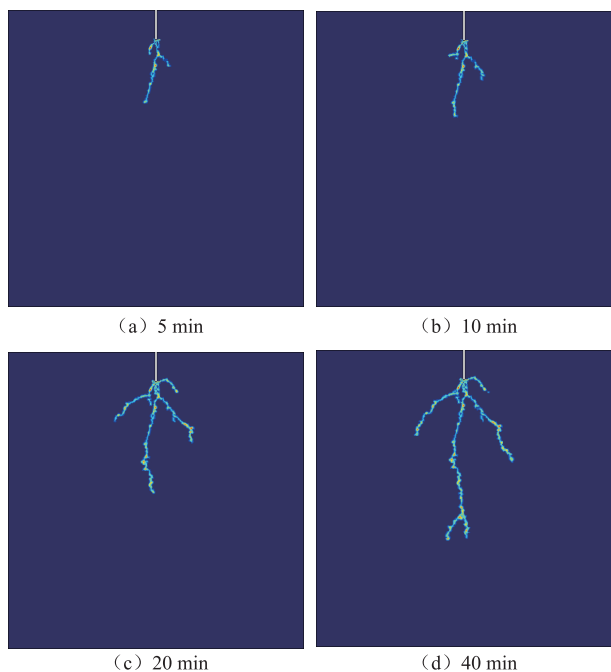 （a）5 min
（b）10 min
（c）20 min
（d）40 min